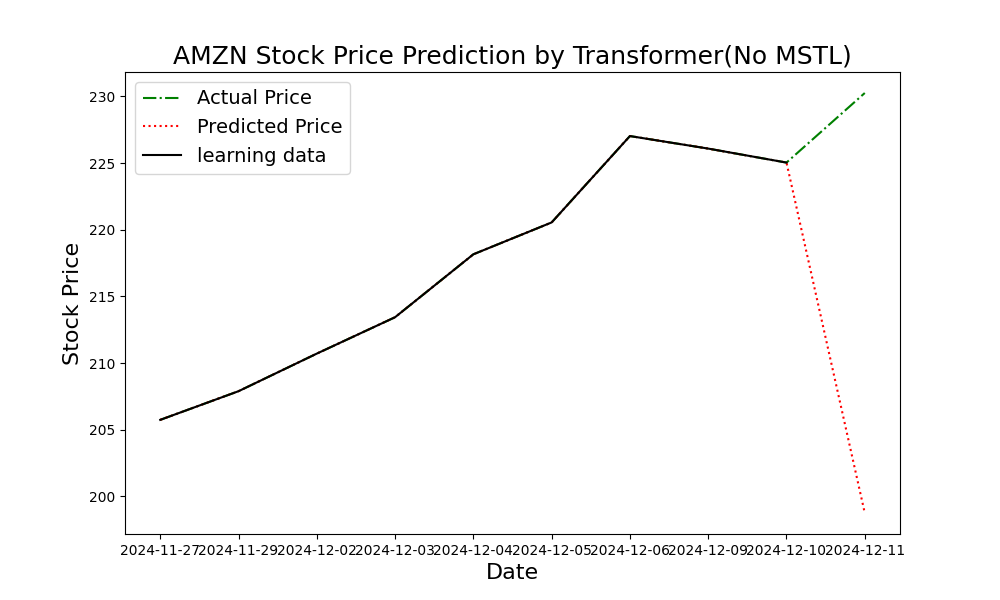 AMZN Stock Price Prediction by Transformer(No MSTL)
Actual Price
Predicted Price
learning data
Stock Price
230
225
220
215
210
205
200
2024-11-27 2024-11-29 2024-12-02 2024-12-03 2024-12-04 2024-12-05 2024-12-06 2024-12-09 2024-12-10 2024-12-11
Date